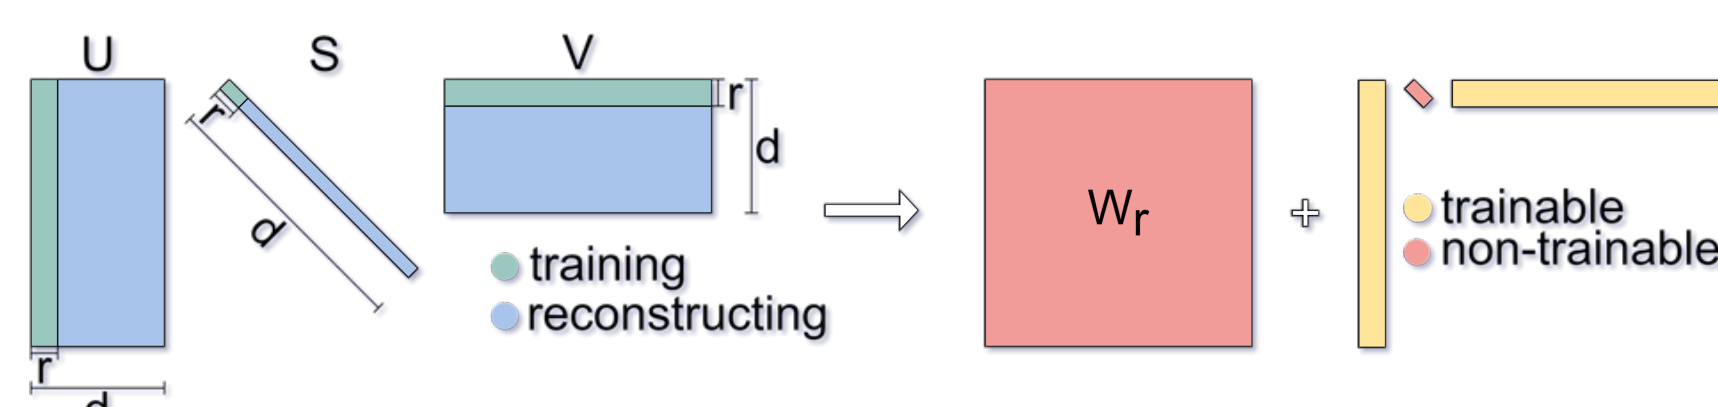 U
S
V
r
d
r
d
r
d
training
reconstructing
Wr
+
trainable
non-trainable